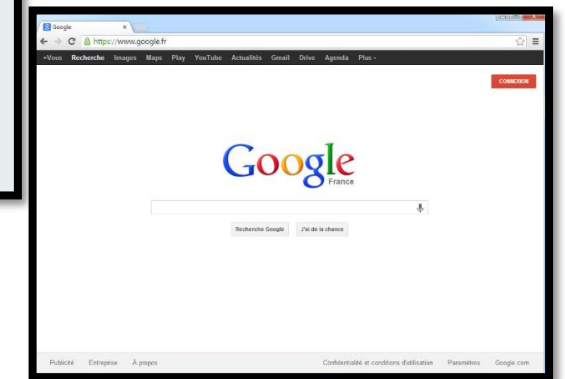 Google
https://www.google.fr
+Vous Recherche Images Maps Play YouTube Actualités Gmail Drive Agenda Plus
CONNEXION
Google
France
Recherche Google J'ai de la chance
Publicité Entreprise À propos Confidentialité et conditions d'utilisation Paramètres Google.com